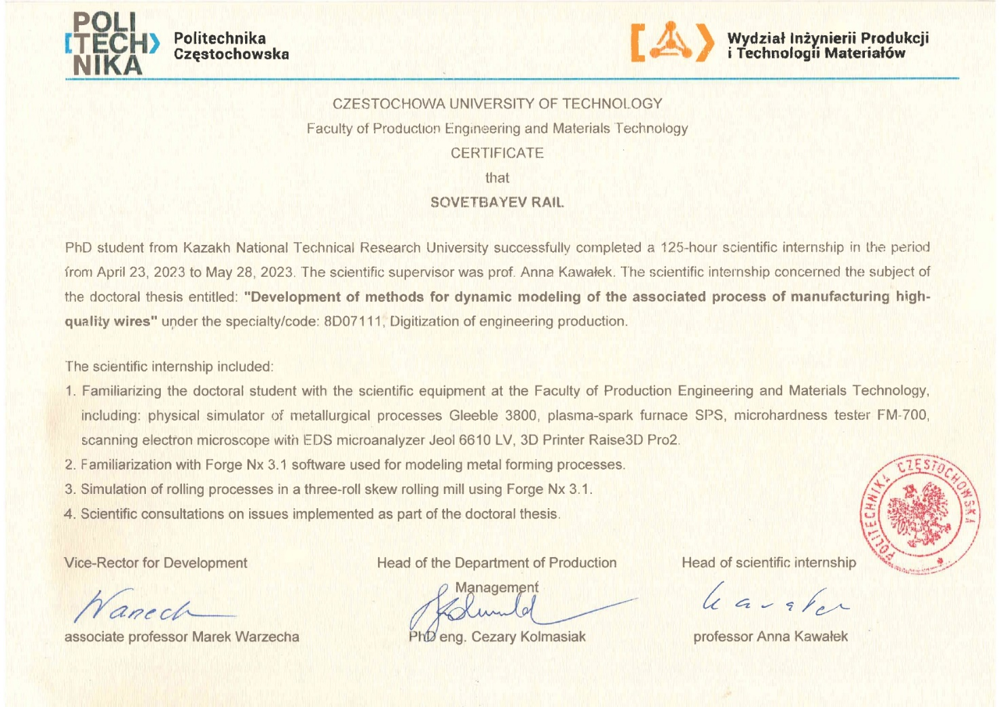 POLI
[TECH}
NIKA
Politechnika
Częstochowska
Wydział Inżynierii Produkcji
i Technologii Materiałów
CZESTOCHOWA UNIVERSITY OF TECHNOLOGY
Faculty of Production Engineering and Materials Technology
CERTIFICATE
that
SOVETBAYEV RAIL
PhD student from Kazakh National Technical Research University successfully completed a 125-hour scientific internship in the period
from April 23, 2023 to May 28, 2023. The scientific supervisor was prof. Anna Kawałek. The scientific internship concerned the subject of
the doctoral thesis entitled: "Development of methods for dynamic modeling of the associated process of manufacturing high-
quality wires" under the specialty/code: 8D07111, Digitization of engineering production.
The scientific internship included:
1. Familiarizing the doctoral student with the scientific equipment at the Faculty of Production Engineering and Materials Technology,
including: physical simulator of metallurgical processes Gleeble 3800, plasma-spark furnace SPS, microhardness tester FM-700,
scanning electron microscope with EDS microanalyzer Jeol 6610 LV, 3D Printer Raise3D Pro2.
2. Familiarization with Forge Nx 3.1 software used for modeling metal forming processes.
3. Simulation of rolling processes in a three-roll skew rolling mill using Forge Nx 3.1.
4. Scientific consultations on issues implemented as part of the doctoral thesis.
POLITECHNIKA CZĘSTOCHOWSKA
Vice-Rector for Development
Head of the Department of Production
Management
Head of scientific internship
associate professor Marek Warzecha
PhD eng. Cezary Kolmasiak
professor Anna Kawałek